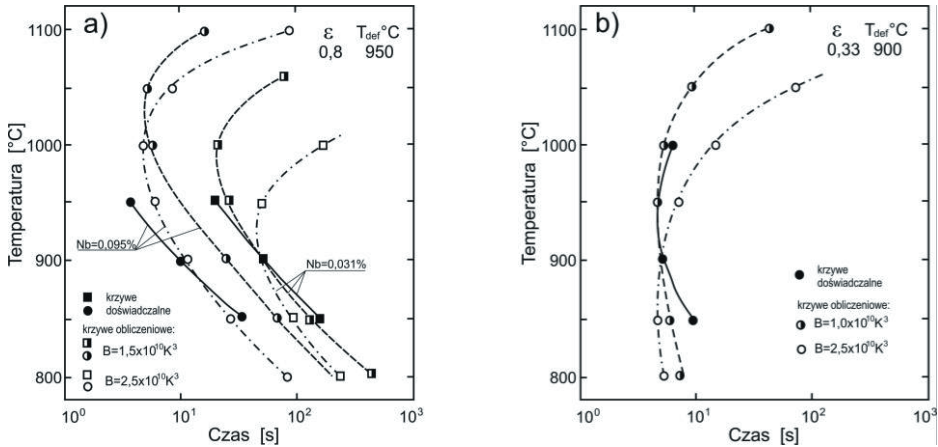 a)
ε T_def °C
0,8 950
1100
1000
900
800
Temperatura [°C]
Nb=0,095%
Nb=0,031%
krzywe
doświadczalne
krzywe obliczeniowe:
B=1,5x10¹⁰K³
B=2,5x10¹⁰K³
10⁰ 10¹ 10² 10³
Czas [s]
b)
ε T_def °C
0,33 900
1100
1000
900
800
Temperatura [°C]
krzywe
doświadczalne
krzywe obliczeniowe:
B=1,0x10¹⁰K³
B=2,5x10¹⁰K³
10⁰ 10¹ 10² 10³
Czas [s]